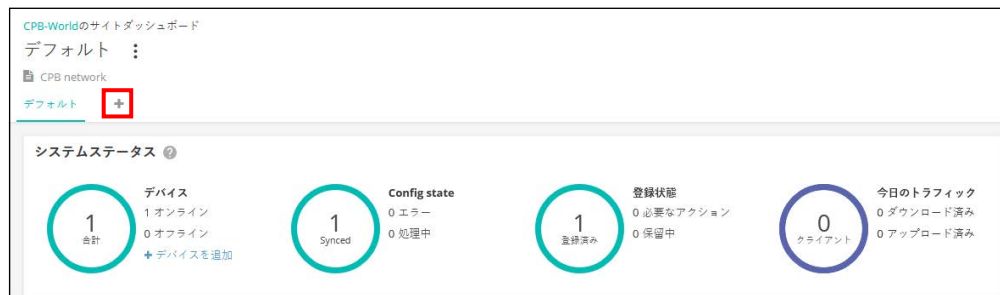 CPB-Worldのサイトダッシュボード
デフォルト
CPB network
デフォルト +
システムステータス ?
1
合計
デバイス
1 オンライン
0 オフライン
+ デバイスを追加
1
Synced
Config state
0 エラー
0 処理中
1
登録済み
登録状態
0 必要なアクション
0 保留中
0
クライアント
今日のトラフィック
0 ダウンロード済み
0 アップロード済み